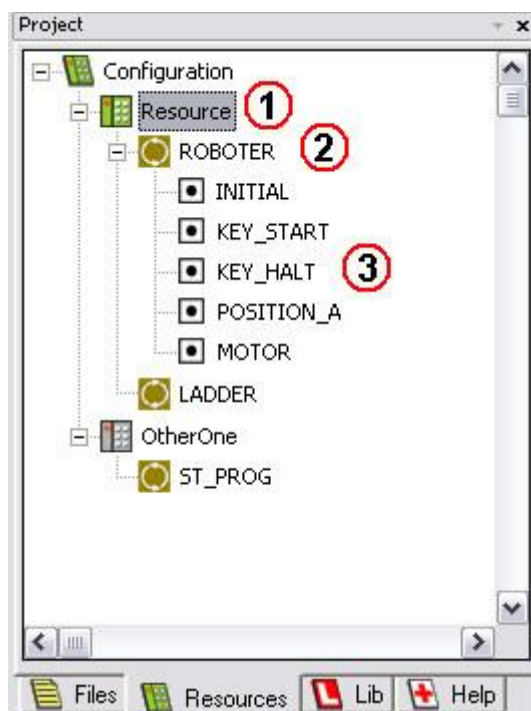 Project
Configuration
Resource 1
ROBOTER 2
INITIAL
KEY_START
KEY_HALT 3
POSITION_A
MOTOR
LADDER
OtherOne
ST_PROG
Files Resources Lib Help